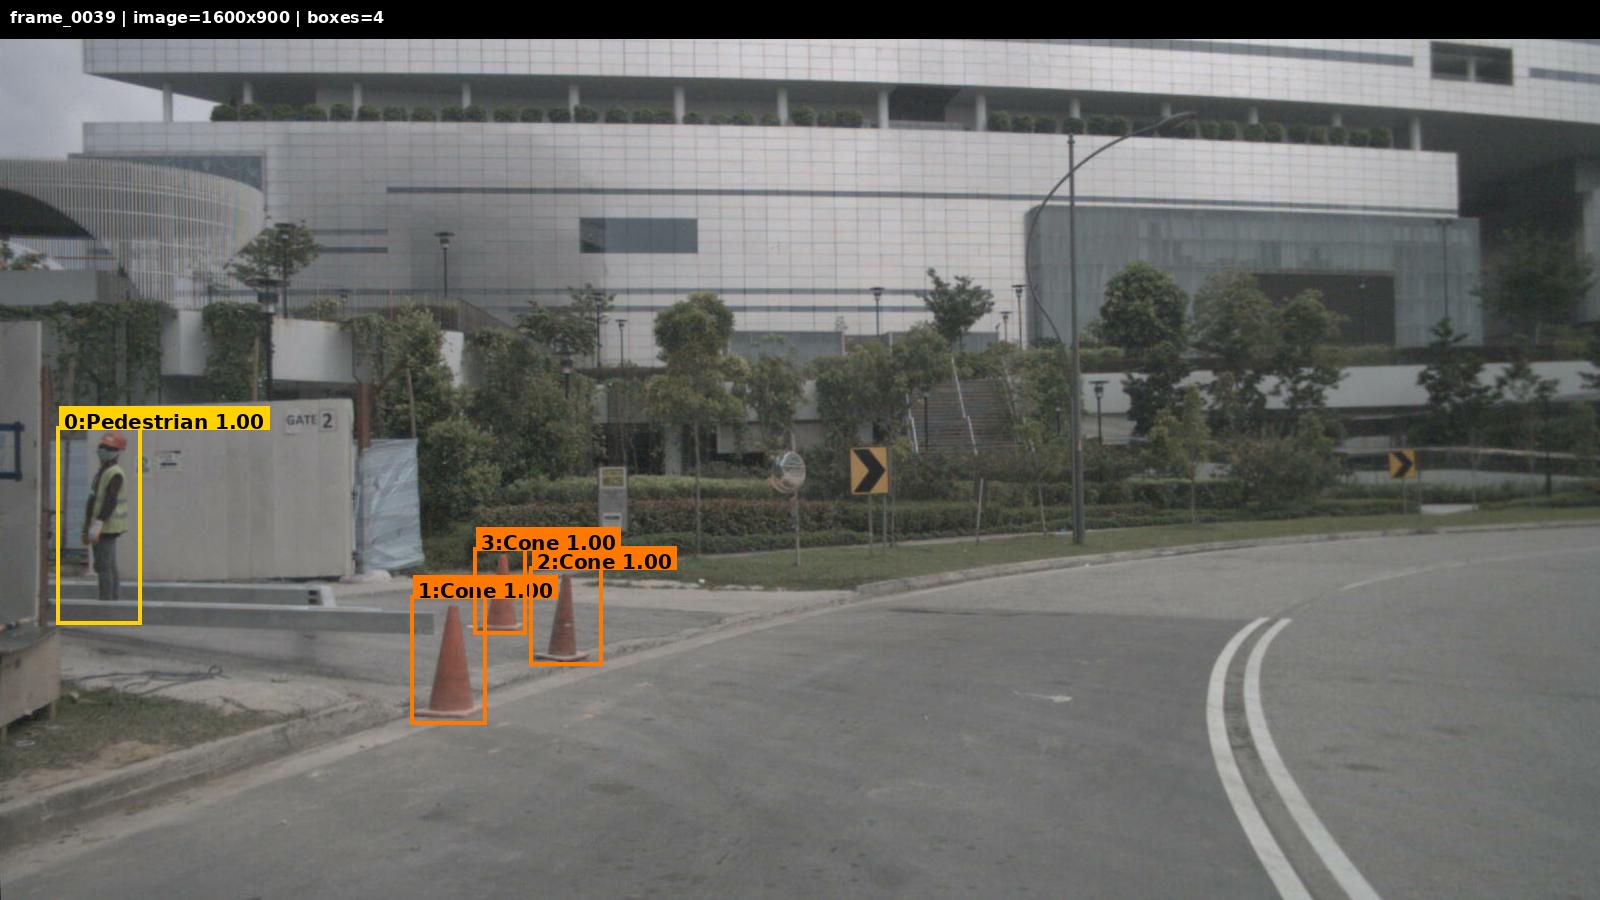 frame_0039 | image=1600x900 | boxes=4
0:Pedestrian 1.00
GATE 2
3:Cone 1.00
2:Cone 1.00
1:Cone 1.00